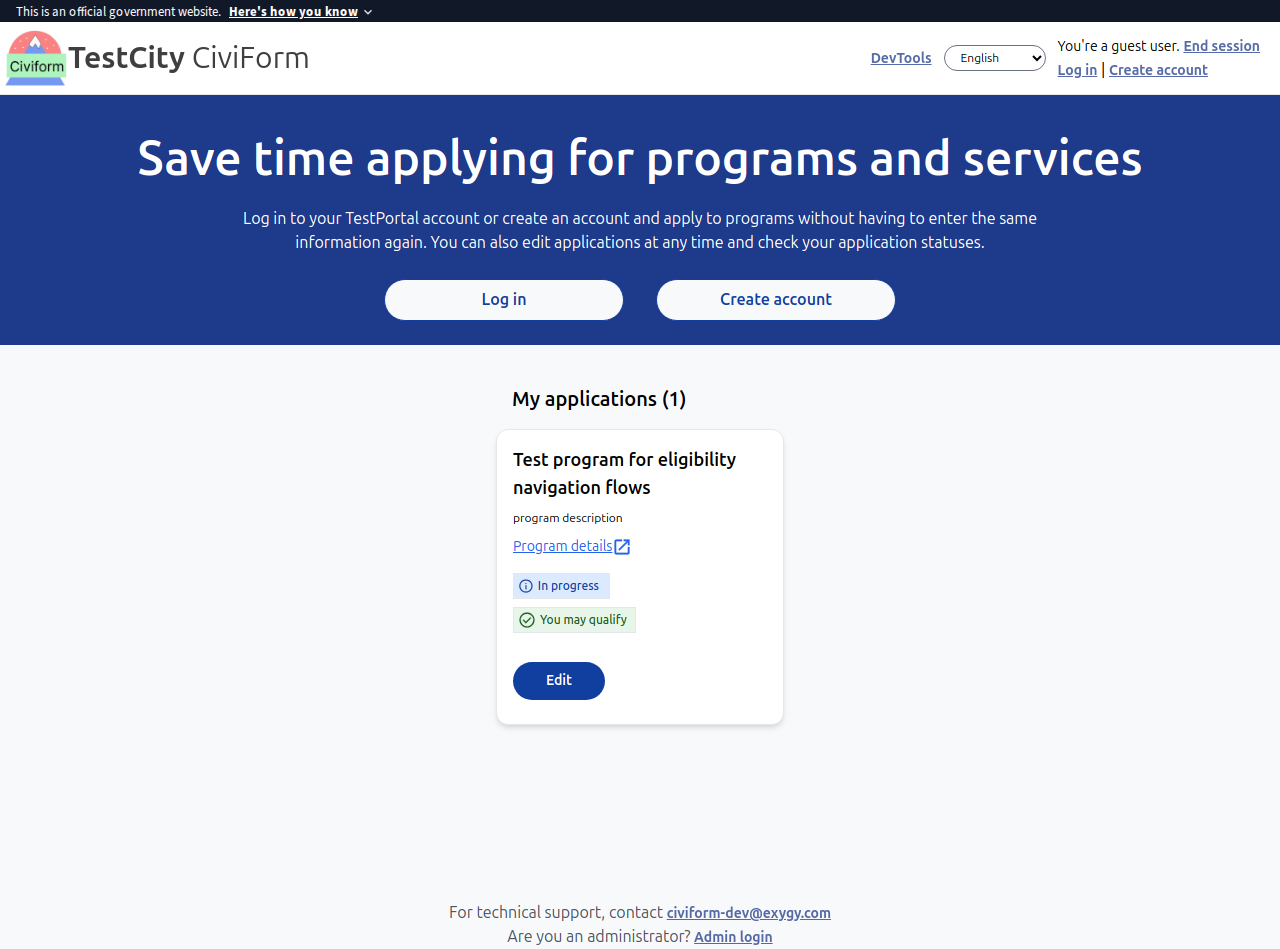 This is an official government website. Here's how you know
Civiform
TestCity CiviForm
DevTools
English
You're a guest user. End session
Log in | Create account
Save time applying for programs and services
Log in to your TestPortal account or create an account and apply to programs without having to enter the same
information again. You can also edit applications at any time and check your application statuses.
Log in
Create account
My applications (1)
Test program for eligibility
navigation flows
program description
Program details
In progress
You may qualify
Edit
For technical support, contact civiform-dev@exygy.com
Are you an administrator? Admin login